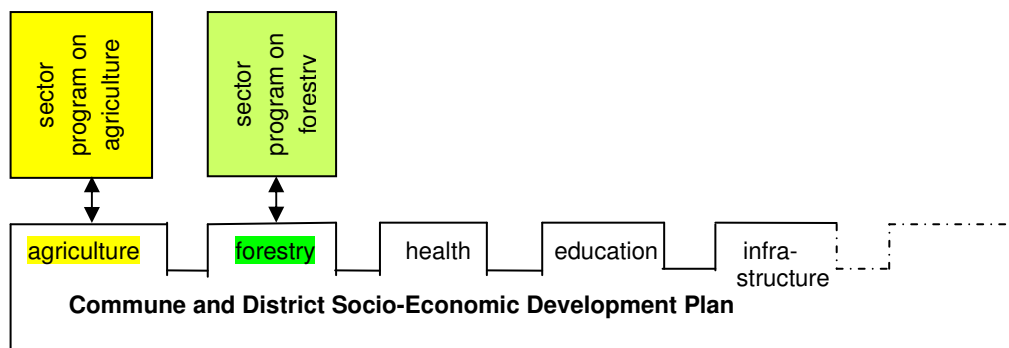 sector
program on
agriculture
sector
program on
forestry
agriculture
forestry
health
education
infra-
structure
Commune and District Socio-Economic Development Plan